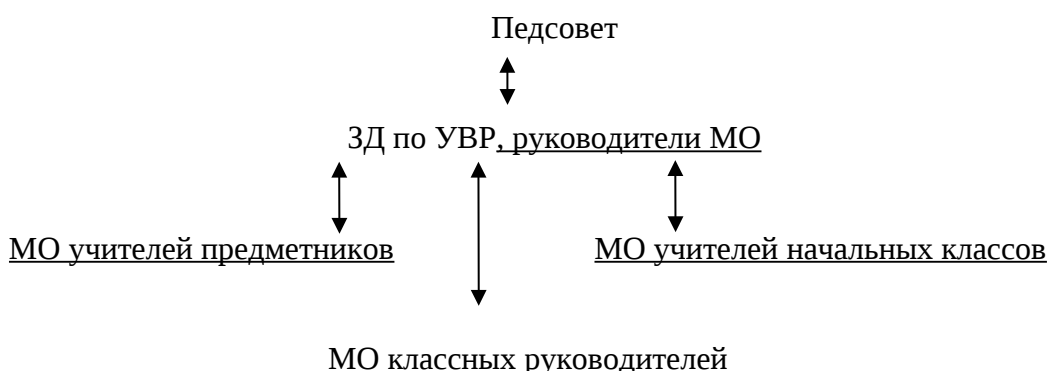 Педсовет
ЗД по УВР, руководители МО
МО учителей предметников МО учителей начальных классов
МО классных руководителей